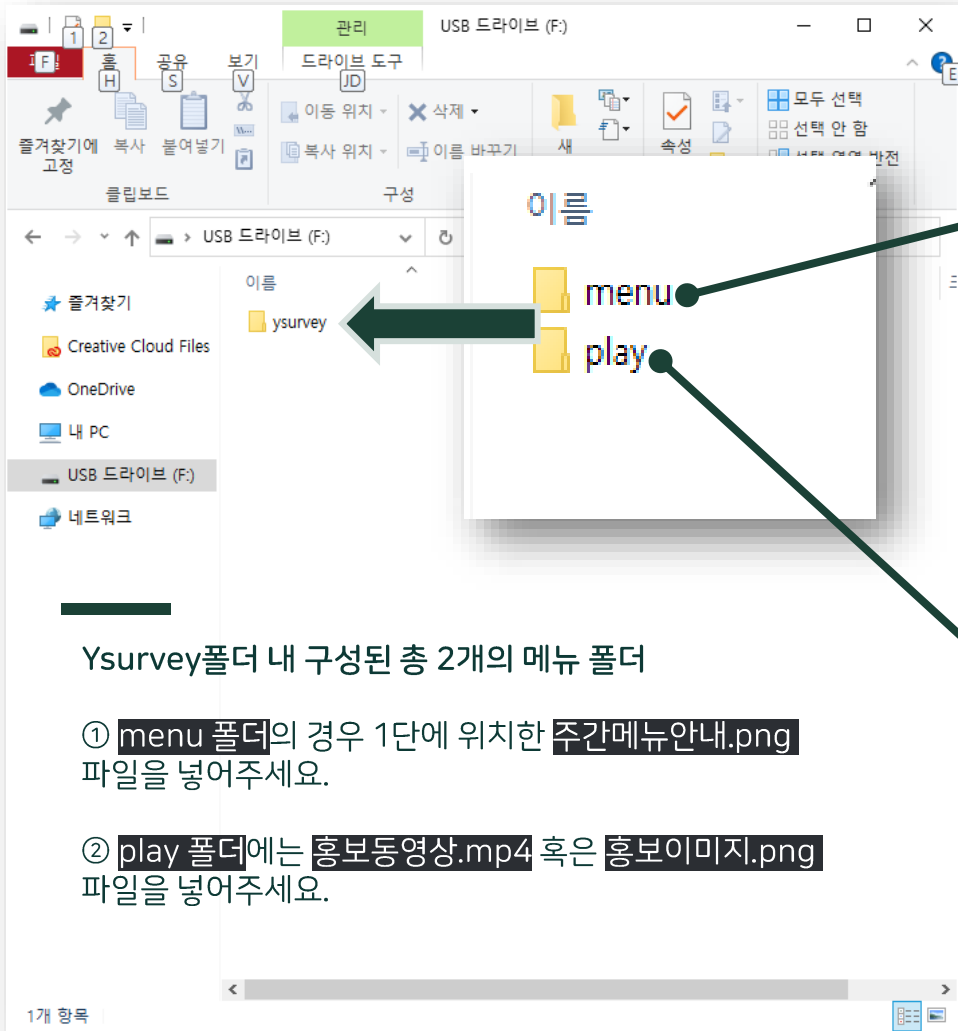 1
2
관리
USB 드라이브 (F:)
F
홈
공유
보기
드라이브 도구
H
S
V
JD
E
이동 위치
삭제
모두 선택
선택 안 함
즐겨찾기에
고정
복사
붙여넣기
복사 위치
이름 바꾸기
새
속성
선택 영역 반전
클립보드
구성
USB 드라이브 (F:)
이름
ysurvey
이름
menu
play
즐겨찾기
Creative Cloud Files
OneDrive
내 PC
USB 드라이브 (F:)
네트워크
Ysurvey폴더 내 구성된 총 2개의 메뉴 폴더
① menu 폴더의 경우 1단에 위치한 주간메뉴안내.png
파일을 넣어주세요.
② play 폴더에는 홍보동영상.mp4 혹은 홍보이미지.png
파일을 넣어주세요.
1개 항목